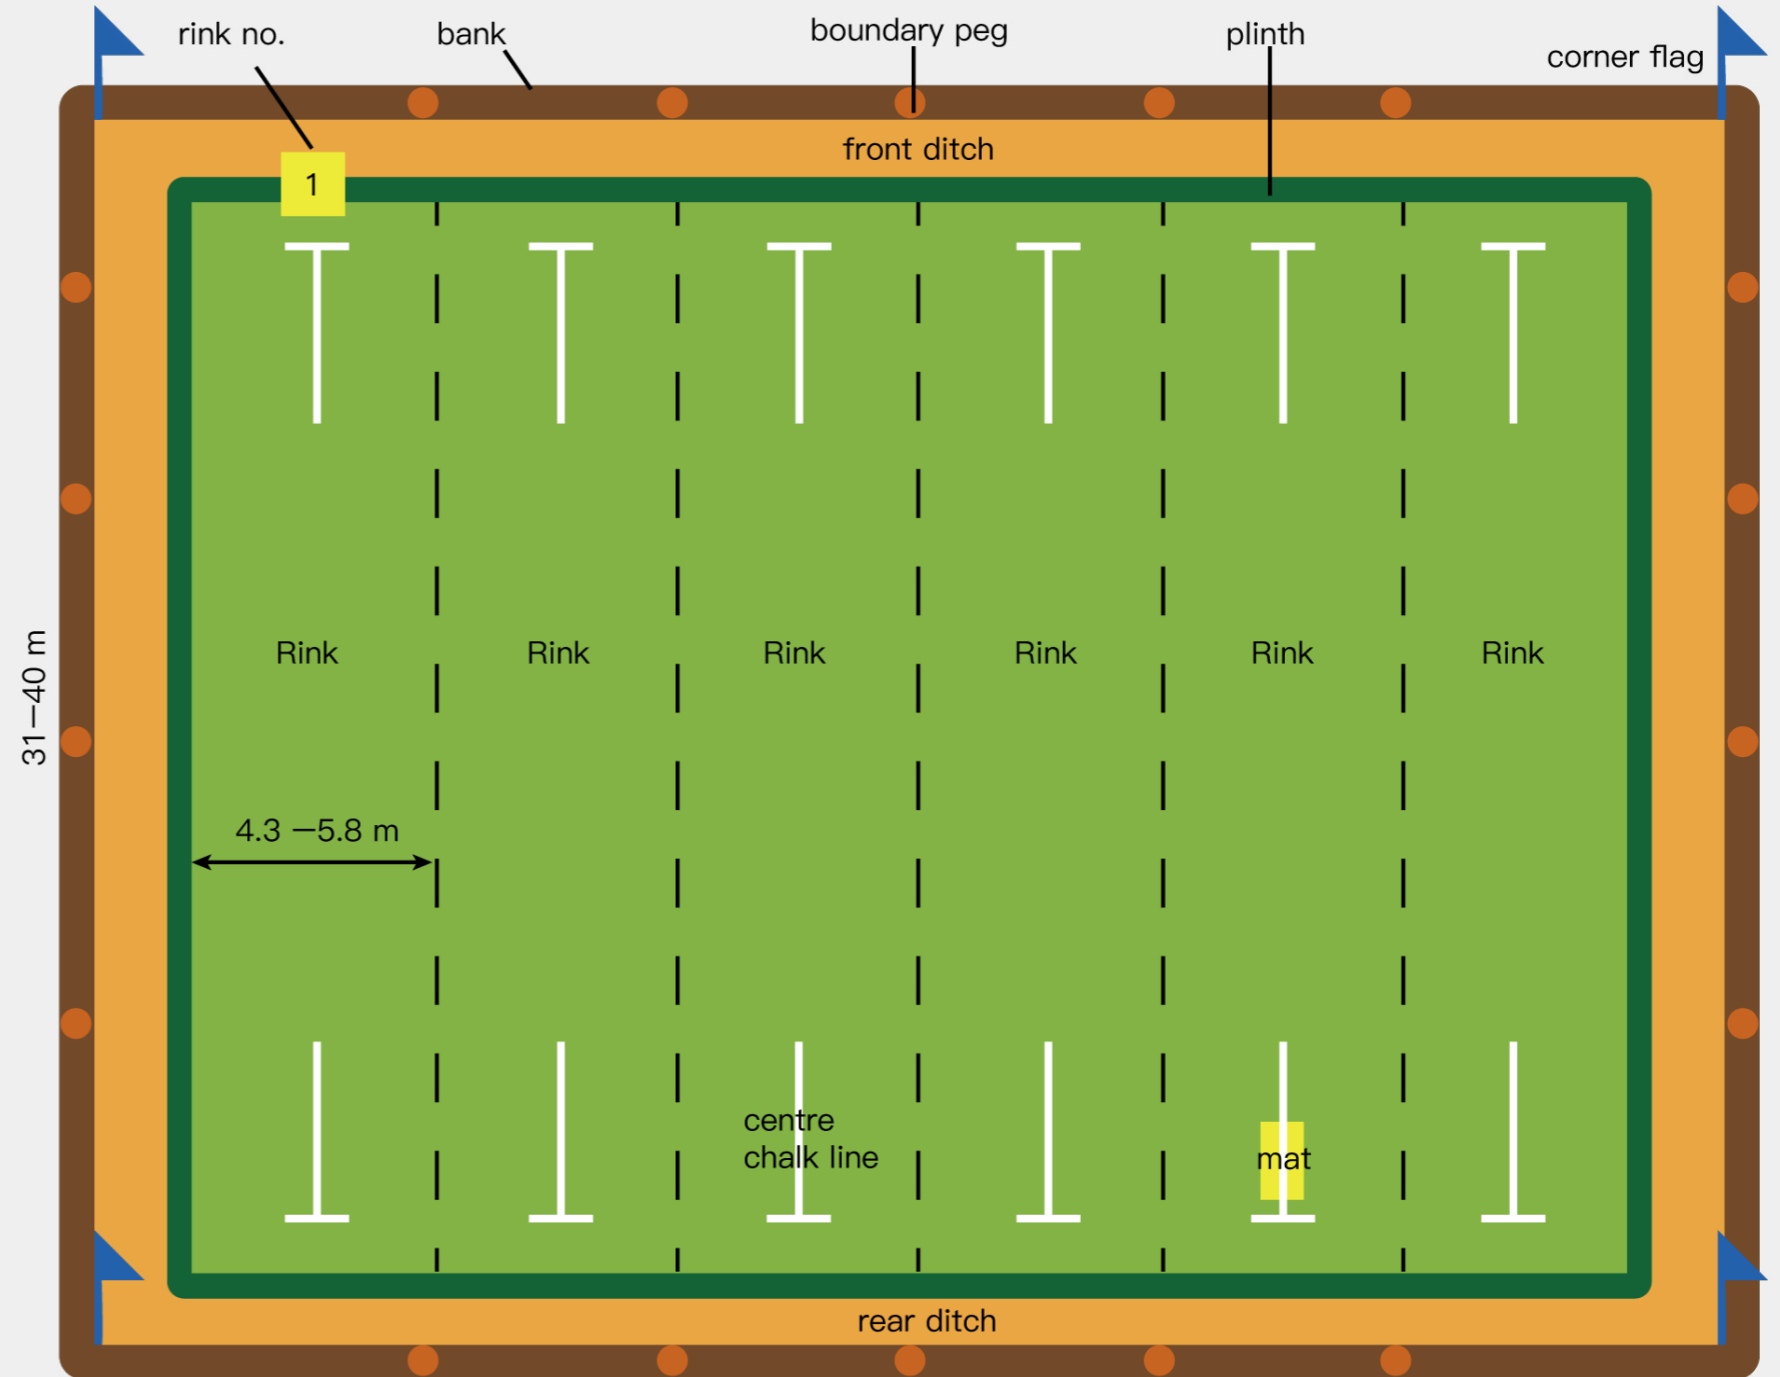 rink no.
bank
boundary peg
plinth
corner flag
front ditch
1
Rink
Rink
Rink
Rink
Rink
Rink
31–40 m
4.3 –5.8 m
centre
chalk line
mat
rear ditch